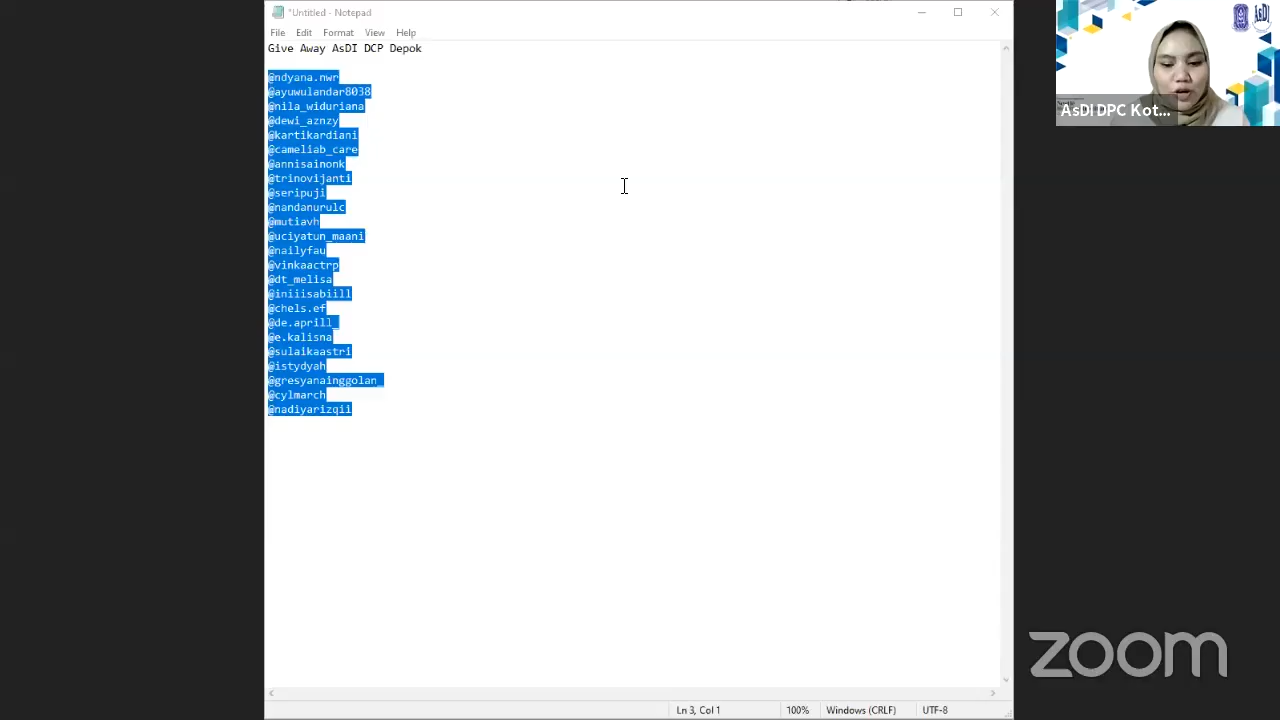 *Untitled - Notepad
File Edit Format View Help
Give Away AsDI DCP Depok
@ndyana.nwr
@ayuwulandar8038
@nila_widuriana
@dewi_aznzy
@kartikardiani
@cameliab_care
@annisainonk
@trinovijanti
@seripuji
@nandanurulc
@mutiavh
@uciyatun_maani
@nailyfau
@vinkaactrp
@dt_melisa
@iniiisabiill
@chels.ef
@de.aprill_
@e.kalisna
@sulaikaastri
@istydyah
@gresyanainggolan_
@cylmarch
@nadiyarizqii
Ln 3, Col 1 100% Windows (CRLF) UTF-8
AsDI
AsDI DPC Kot...
zoom